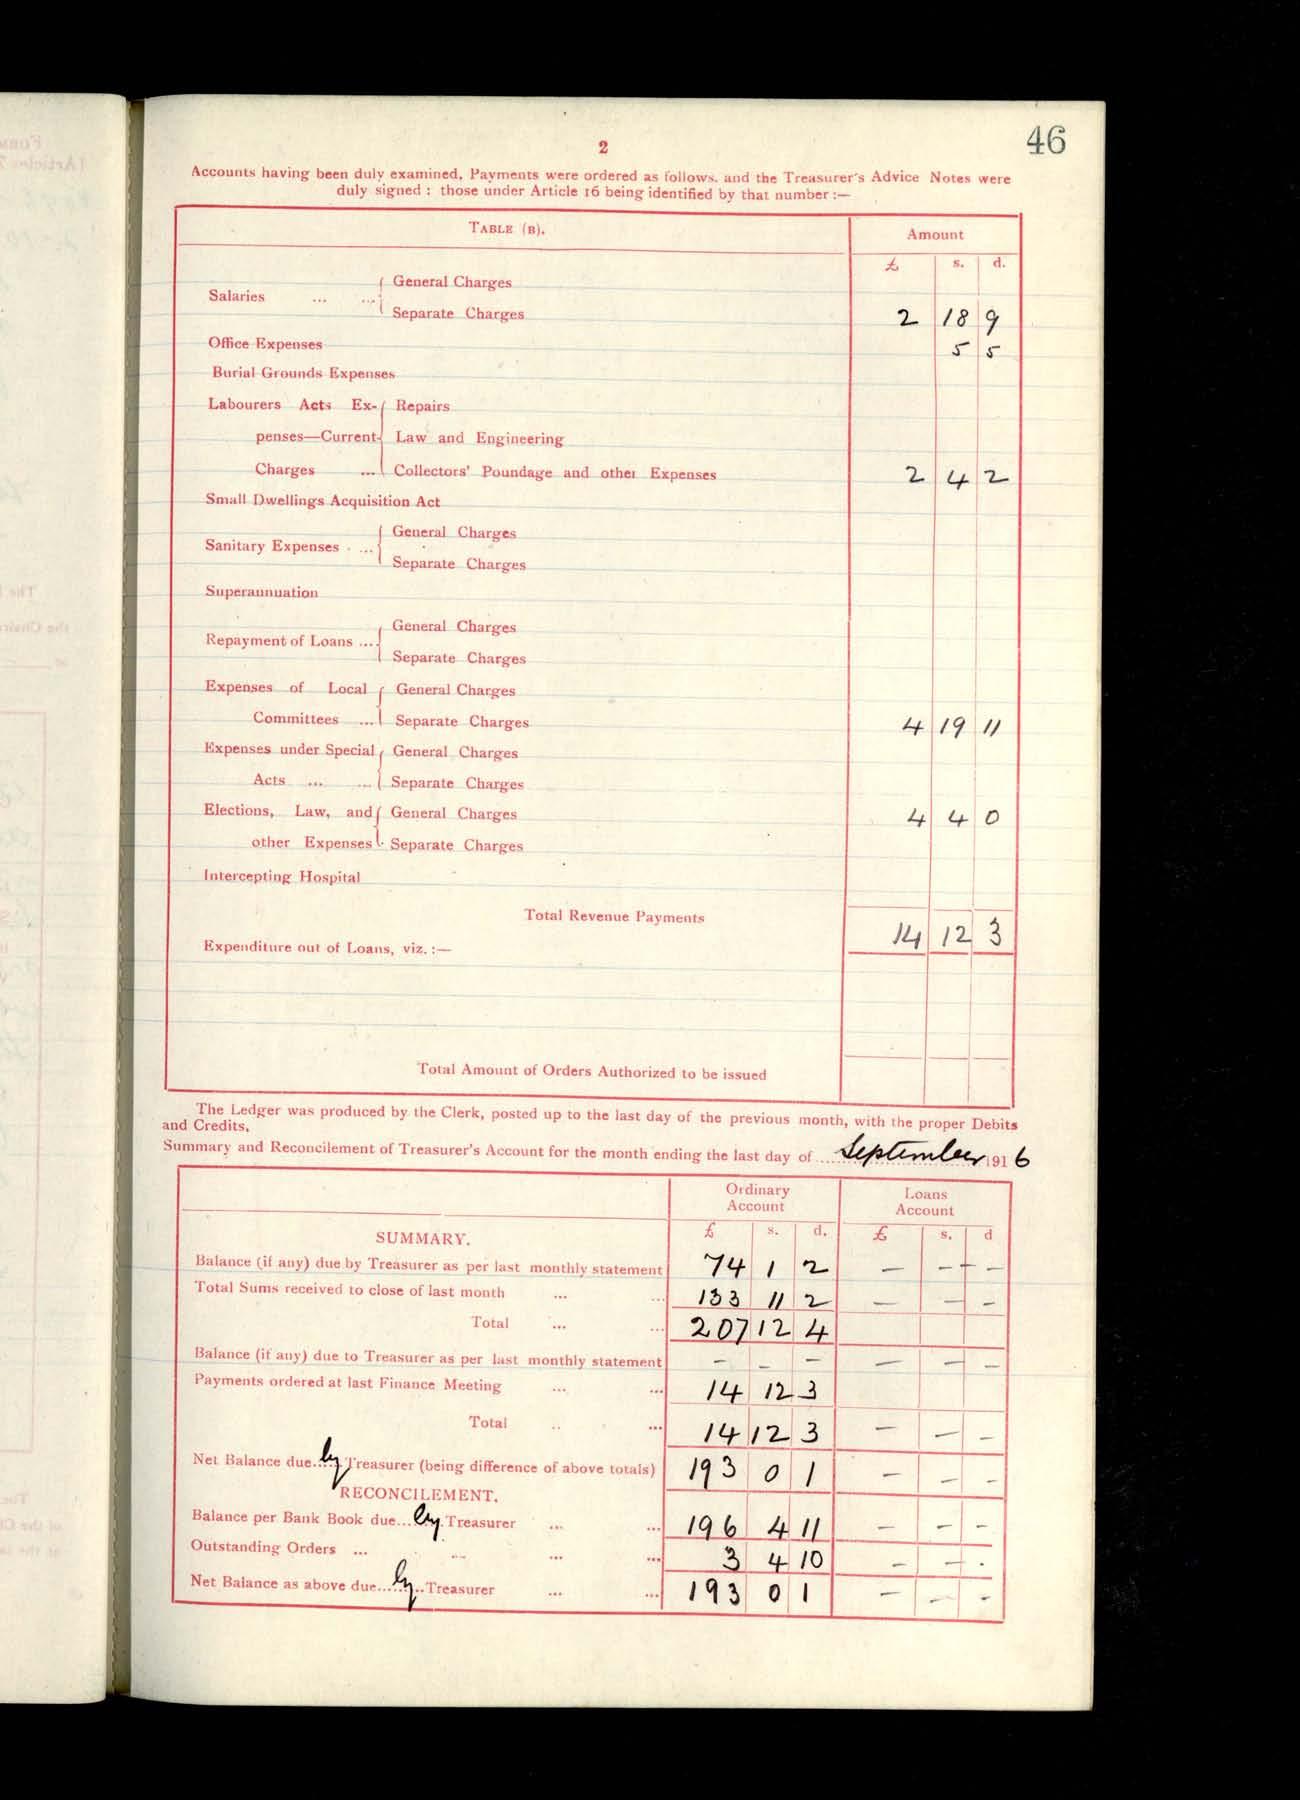 46
2
Accounts having been duly examined, Payments were ordered as follows. and the Treasurer's Advice Notes were
duly signed : those under Article 16 being identified by that number :—
TABLE (B). Amount
£ s. d.
General Charges
Salaries ... ...
Separate Charges 2 18 9
Office Expenses 5 5
Burial Grounds Expenses
Labourers Acts Ex- Repairs
penses—Current Law and Engineering
Charges ... Collectors' Poundage and other Expenses 2 4 2
Small Dwellings Acquisition Act
General Charges
Sanitary Expenses ...
Separate Charges
Superannuation
General Charges
Repayment of Loans ...
Separate Charges
Expenses of Local General Charges
Committees ... Separate Charges 4 19 11
Expenses under Special General Charges
Acts ... ... Separate Charges
Elections, Law, and General Charges 4 4 0
other Expenses Separate Charges
Intercepting Hospital
Total Revenue Payments 14 12 3
Expenditure out of Loans, viz. :—
Total Amount of Orders Authorized to be issued
The Ledger was produced by the Clerk, posted up to the last day of the previous month, with the proper Debits
and Credits,
Summary and Reconcilement of Treasurer's Account for the month ending the last day of ... September 1916
Ordinary Account Loans Account
£ s. d. £ s. d
SUMMARY.
Balance (if any) due by Treasurer as per last monthly statement 74 1 2 — — —
Total Sums received to close of last month ... ... 133 11 2 — — —
Total ... ... 207 12 4
Balance (if any) due to Treasurer as per last monthly statement — — — — — —
Payments ordered at last Finance Meeting ... ... 14 12 3
Total .. ... 14 12 3 — — —
Net Balance due....by Treasurer (being difference of above totals) 193 0 1 — — —
RECONCILEMENT.
Balance per Bank Book due...by Treasurer ... ... 196 4 11 — — —
Outstanding Orders ... ... ... ... 3 4 10 — — -
Net Balance as above due...by...Treasurer ... ... 193 0 1 — — —